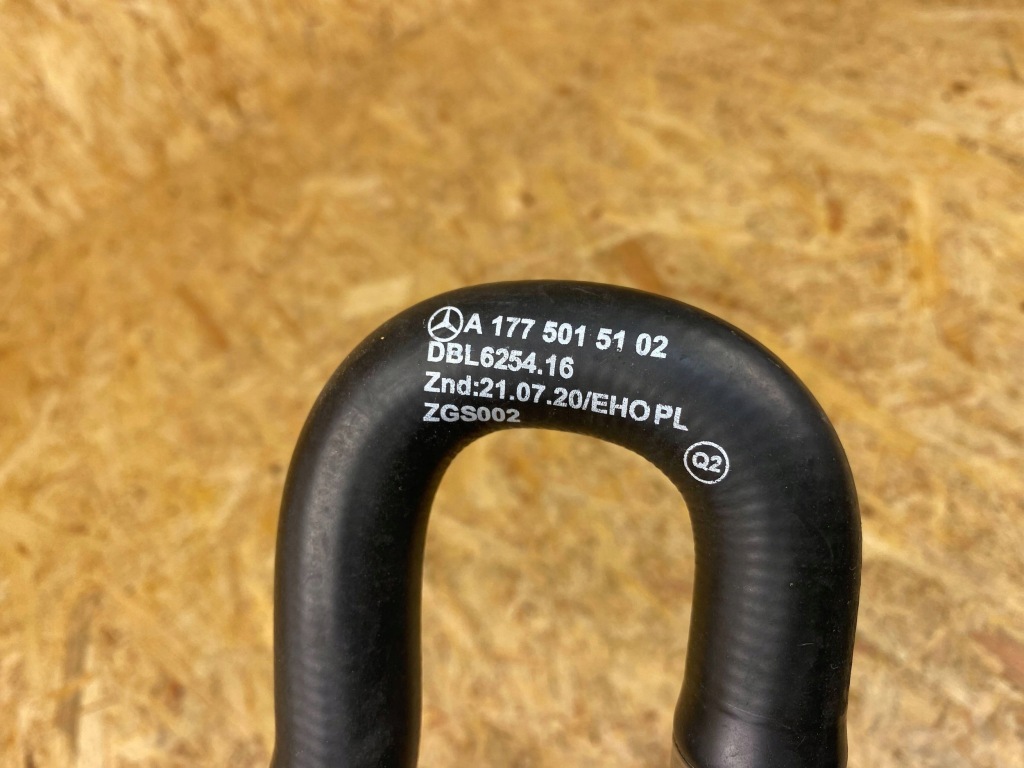 A 177 501 51 02
DBL6254.16
Znd:21.07.20/EHO PL
ZGS002
Q2